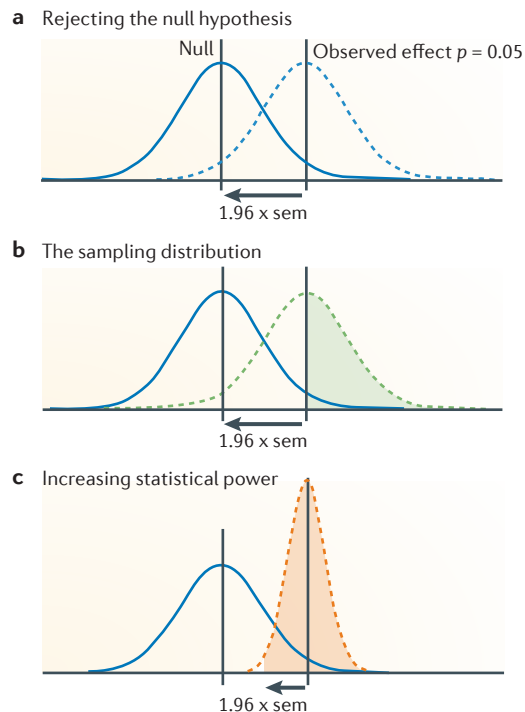 a Rejecting the null hypothesis
Null
Observed effect p = 0.05
1.96 x sem
b The sampling distribution
1.96 x sem
c Increasing statistical power
1.96 x sem